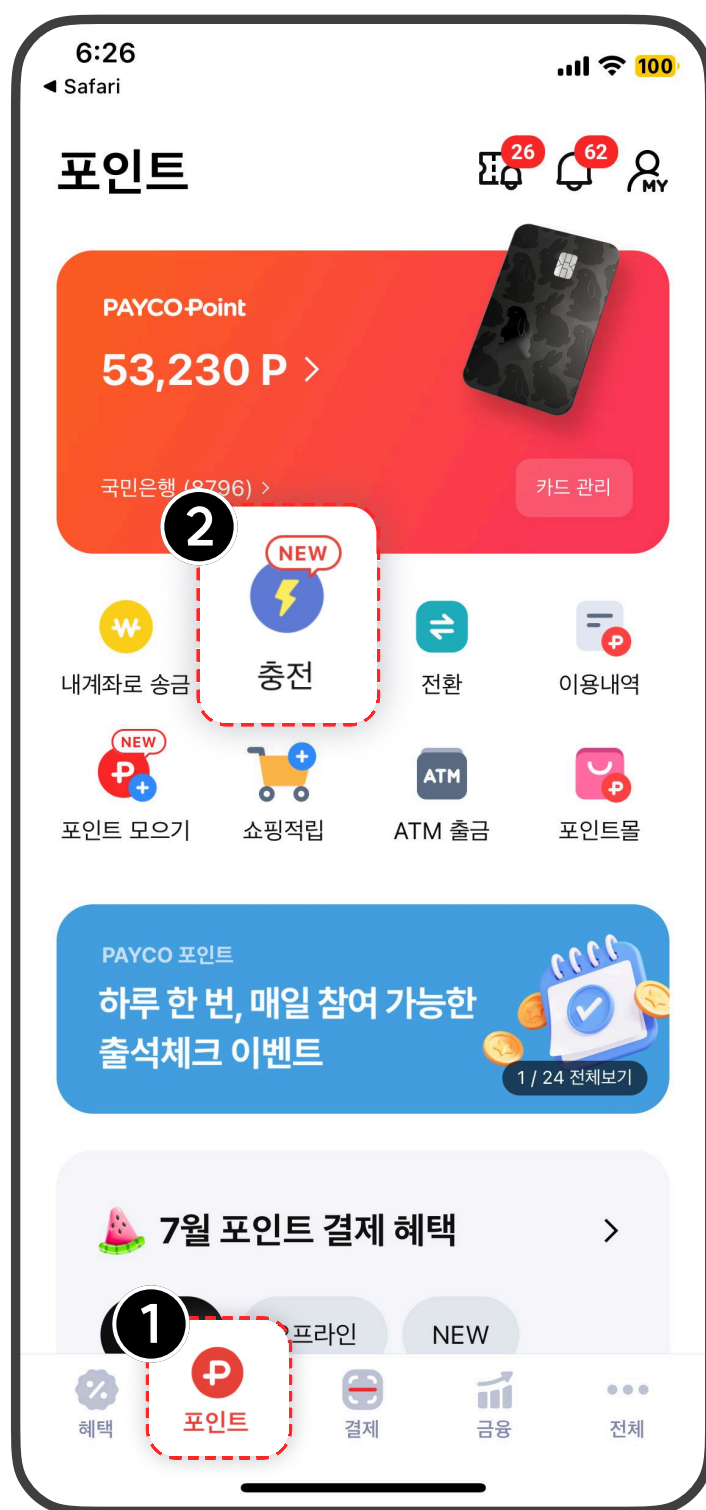 6:26
100
◀ Safari
포인트
26
62
MY
PAYCO Point
53,230 P >
국민은행 (8796) >
카드 관리
2
NEW
내계좌로 송금
충전
전환
이용내역
NEW
ATM
포인트 모으기
쇼핑적립
ATM 출금
포인트몰
PAYCO 포인트
하루 한 번, 매일 참여 가능한
출석체크 이벤트
1 / 24 전체보기
7월 포인트 결제 혜택 >
1
NEW
혜택
포인트
결제
금융
전체